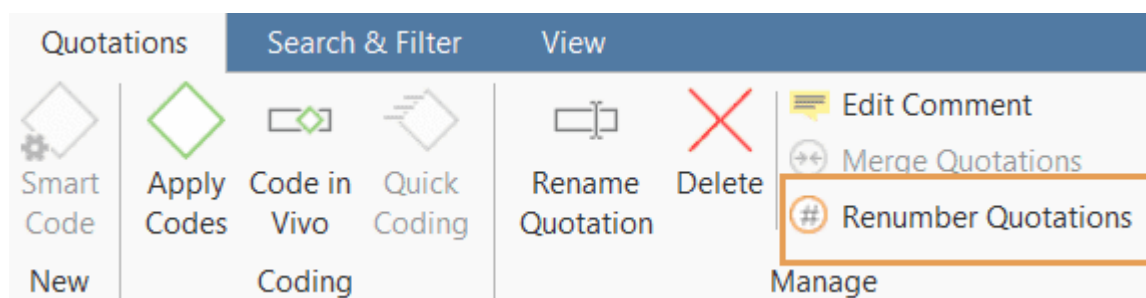 Quotations
Search & Filter
View
Smart
Code
Apply
Codes
Code in
Vivo
Quick
Coding
Rename
Quotation
Delete
Edit Comment
Merge Quotations
Renumber Quotations
New
Coding
Manage